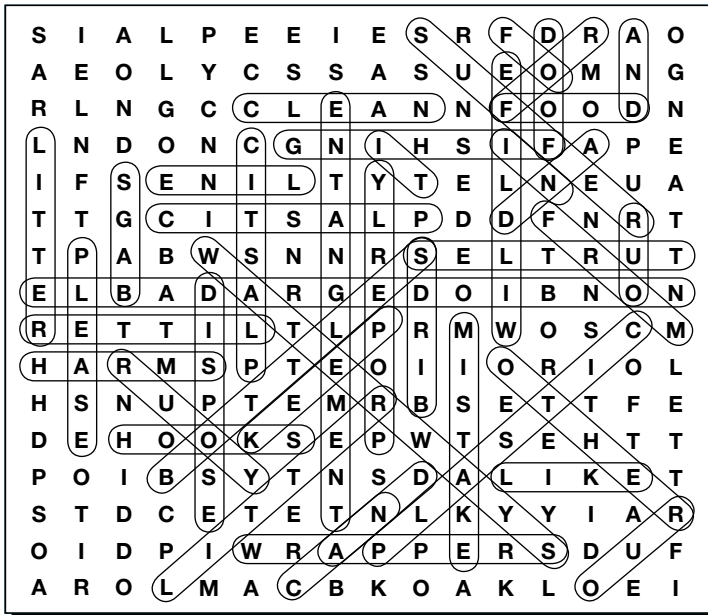 S I A L P E E I E S R F D R A O
A E O L Y C S S A S U E O M N G
R L N G C C L E A N N F O O D N
L N D O N C G N I H S I F A P E
I F S E N I L T Y T E L N E U A
T T G C I T S A L P D D F N R T
T P A B W S N N R S E L T R U T
E L B A D A R G E D O I B N O N
R E T T I L T L P R M W O S C M
H A R M S P T E O I I O R I O L
H S N U P T E M R B S E T T F E
D E H O O K S E P W T S E H T T
P O I B S Y T N S D A L I K E T
S T D C E T E T N L K Y Y I A R
O I D P I W R A P P E R S D U F
A R O L M A C B K O A K L O E I